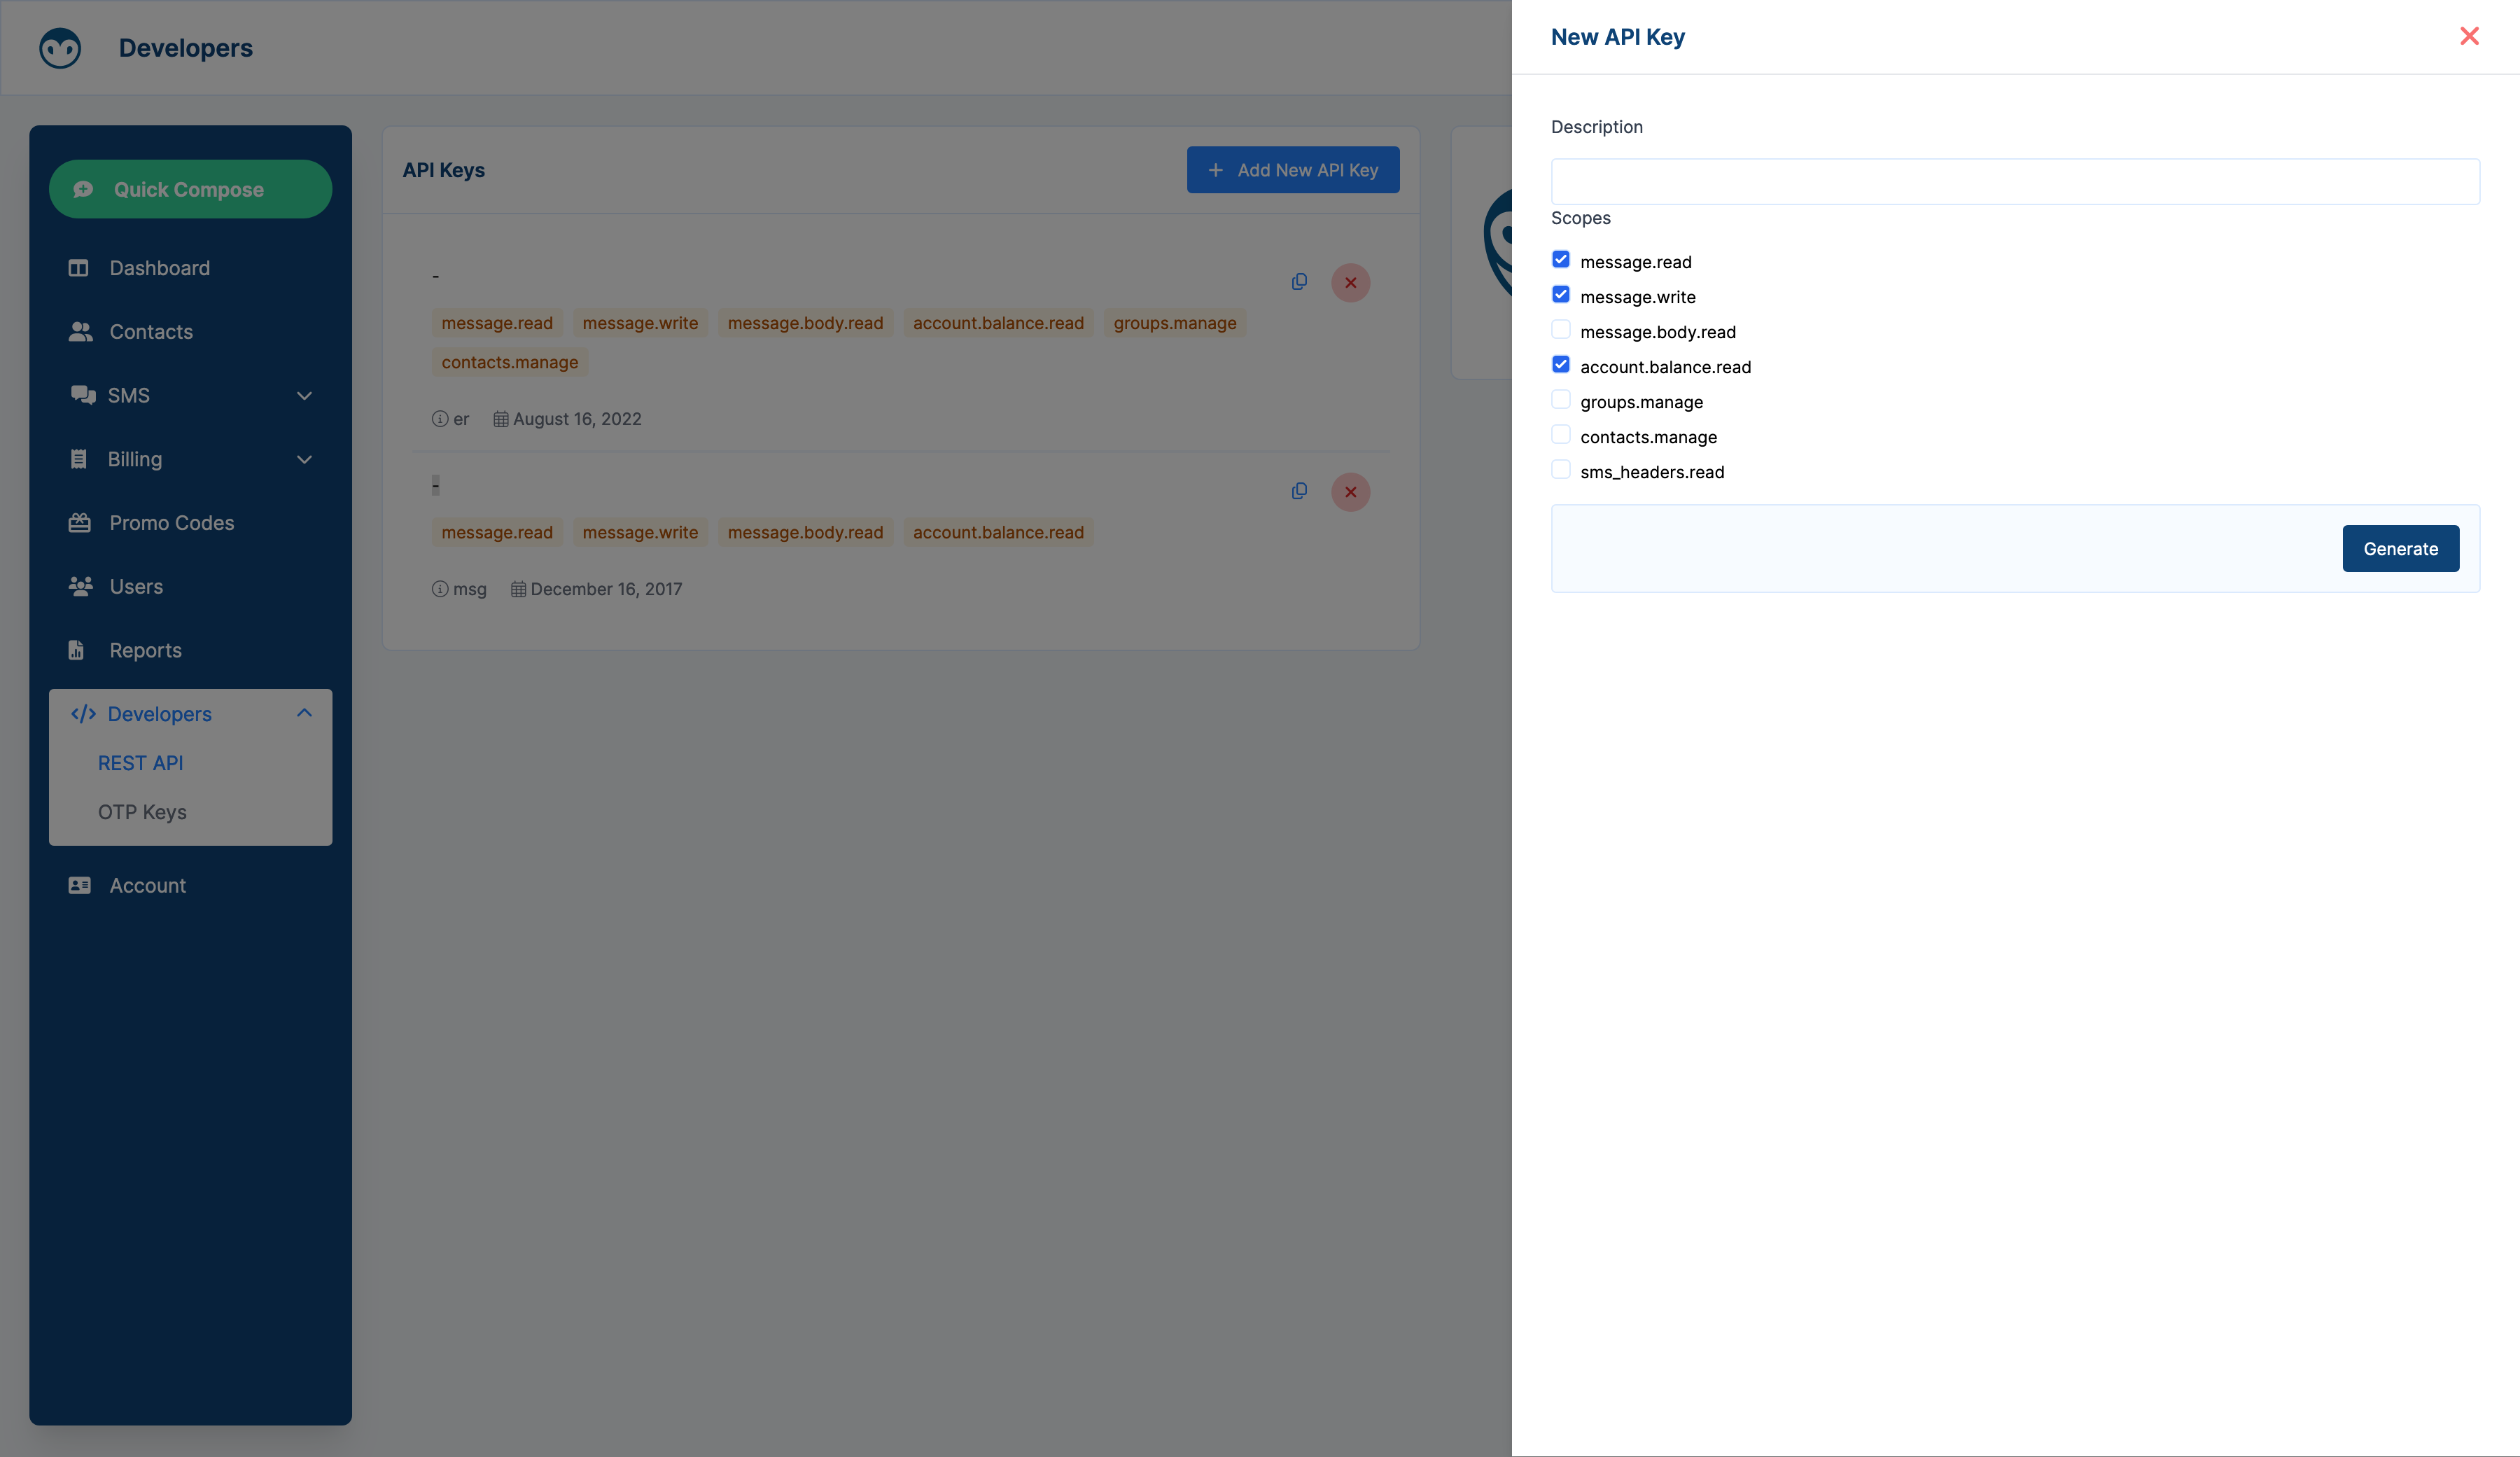 Developers
Quick Compose
Dashboard
Contacts
SMS
Billing
Promo Codes
Users
Reports
</> Developers
REST API
OTP Keys
Account
API Keys
+ Add New API Key
-
message.read message.write message.body.read account.balance.read groups.manage
contacts.manage
er August 16, 2022
-
message.read message.write message.body.read account.balance.read
msg December 16, 2017
New API Key
Description
Scopes
message.read
message.write
message.body.read
account.balance.read
groups.manage
contacts.manage
sms_headers.read
Generate